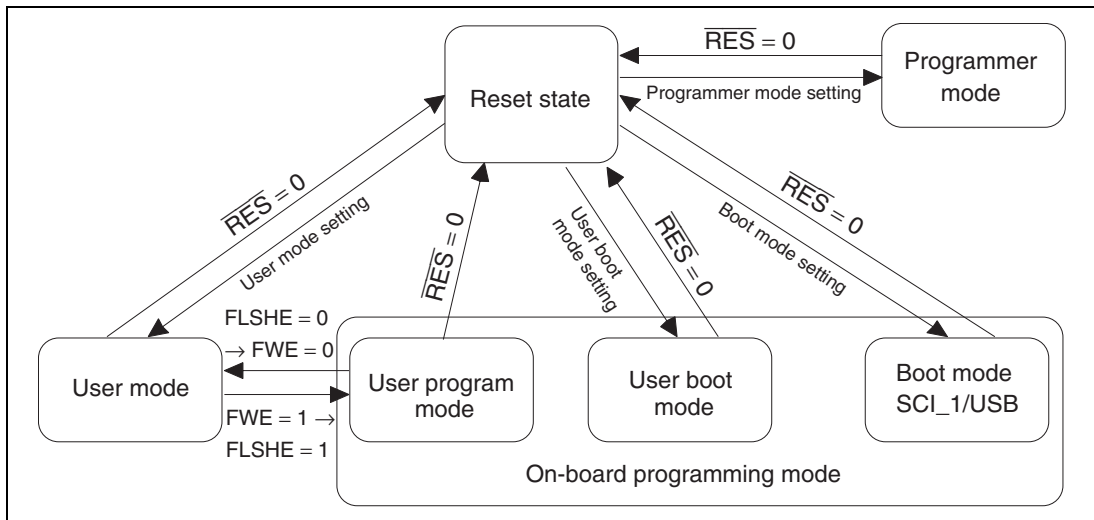 RES = 0
Programmer mode setting
Programmer
mode
Reset state
RES = 0
User mode setting
RES = 0
User boot
mode setting
RES = 0
Boot mode setting
RES = 0
FLSHE = 0
→ FWE = 0
FWE = 1 →
FLSHE = 1
User mode
User program
mode
User boot
mode
Boot mode
SCI_1/USB
On-board programming mode